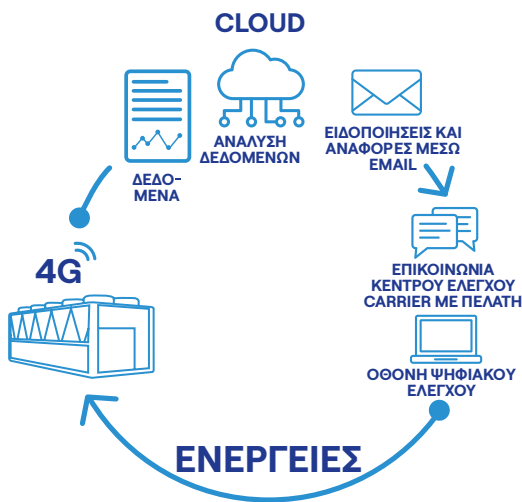 CLOUD
ΑΝΑΛΥΣΗ
ΔΕΔΟΜΕΝΩΝ
ΕΙΔΟΠΟΙΗΣΕΙΣ ΚΑΙ
ΑΝΑΦΟΡΕΣ ΜΕΣΩ
EMAIL
ΔΕΔΟ-
ΜΕΝΑ
4G
ΕΠΙΚΟΙΝΩΝΙΑ
ΚΕΝΤΡΟΥ ΕΛΕΓΧΟΥ
CARRIER ΜΕ ΠΕΛΑΤΗ
ΟΘΟΝΗ ΨΗΦΙΑΚΟΥ
ΕΛΕΓΧΟΥ
ΕΝΕΡΓΕΙΕΣ